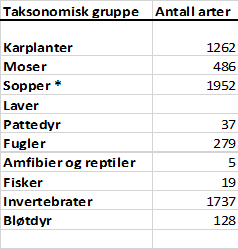 Taksonomisk gruppe Antall arter
Karplanter 1262
Moser 486
Sopper * 1952
Laver
Pattedyr 37
Fugler 279
Amfibier og reptiler 5
Fisker 19
Invertebrater 1737
Bløtdyr 128